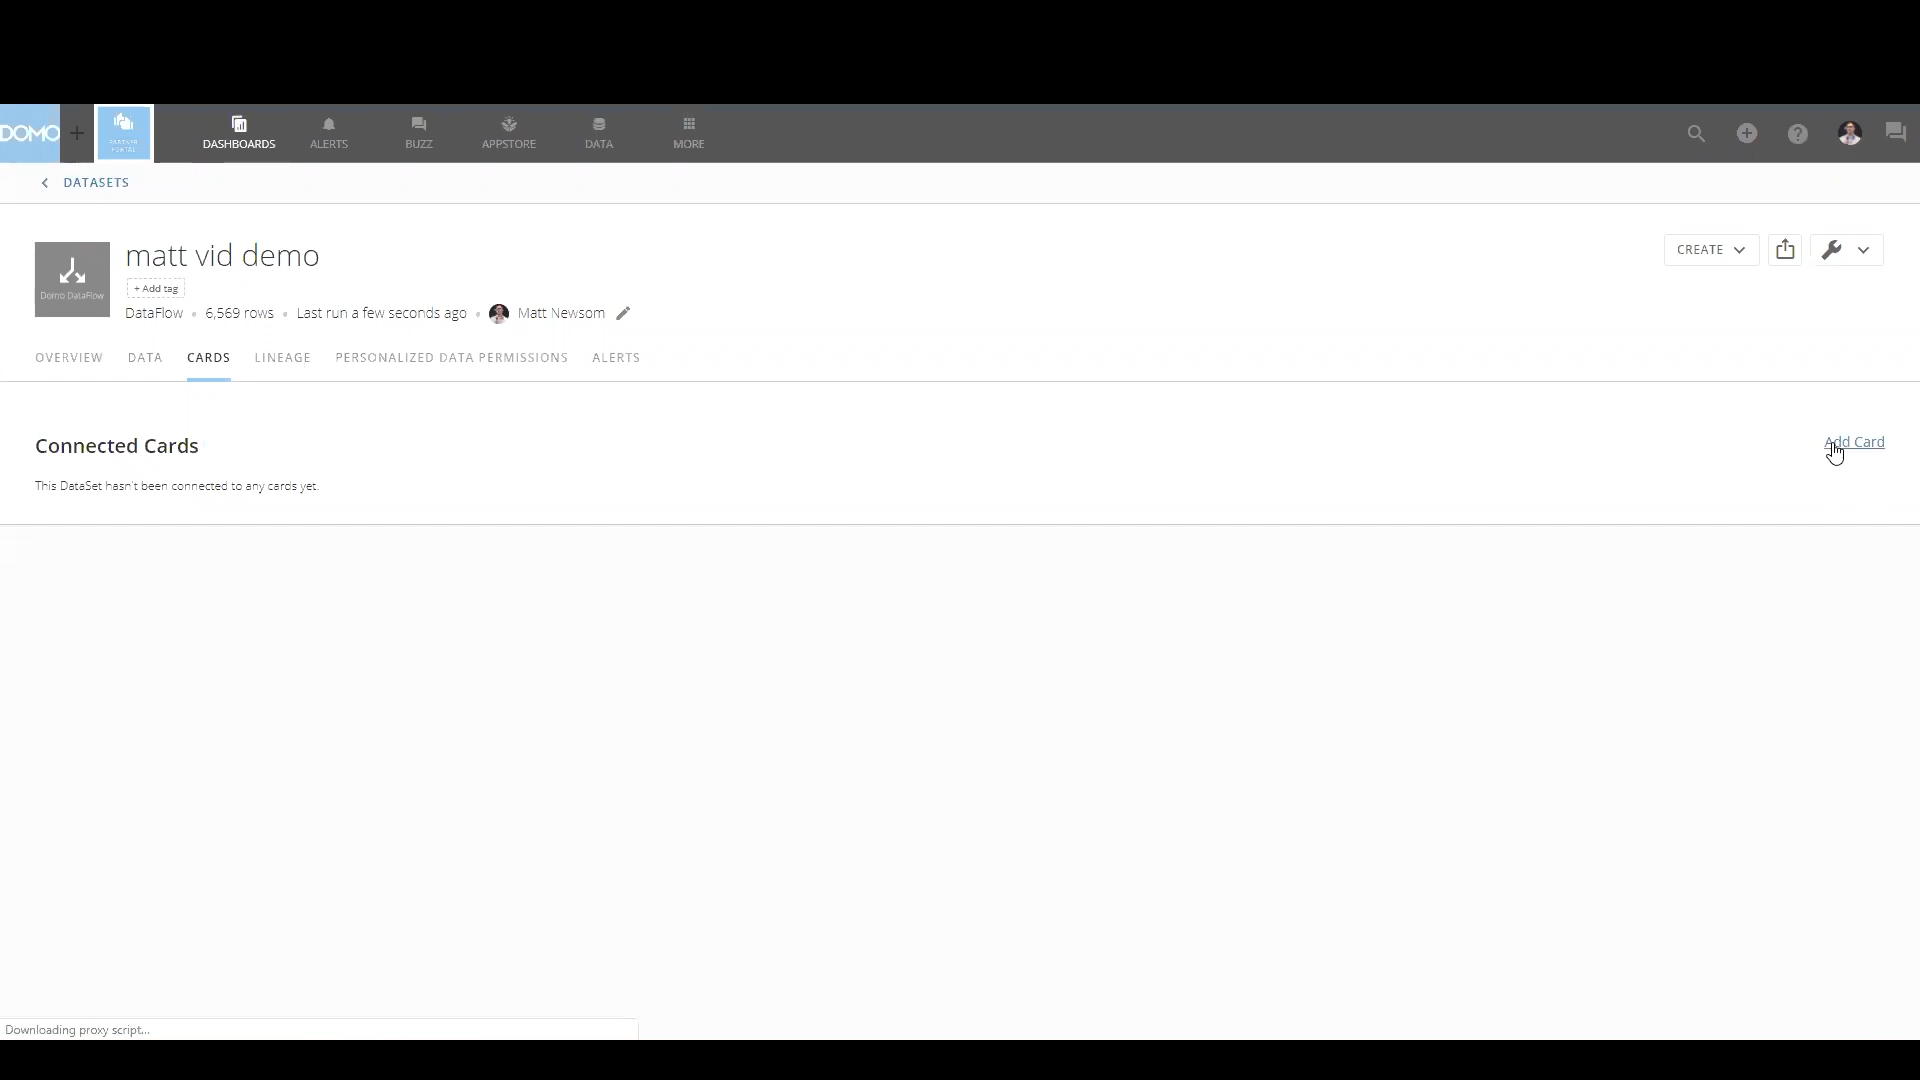 DOMO
PARTNER
PORTAL
DASHBOARDS
ALERTS
BUZZ
APPSTORE
DATA
MORE
DATASETS
Domo DataFlow
matt vid demo
+ Add tag
DataFlow • 6,569 rows • Last run a few seconds ago • Matt Newsom
CREATE
OVERVIEW DATA CARDS LINEAGE PERSONALIZED DATA PERMISSIONS ALERTS
Connected Cards
Add Card
This DataSet hasn't been connected to any cards yet.
Downloading proxy script...